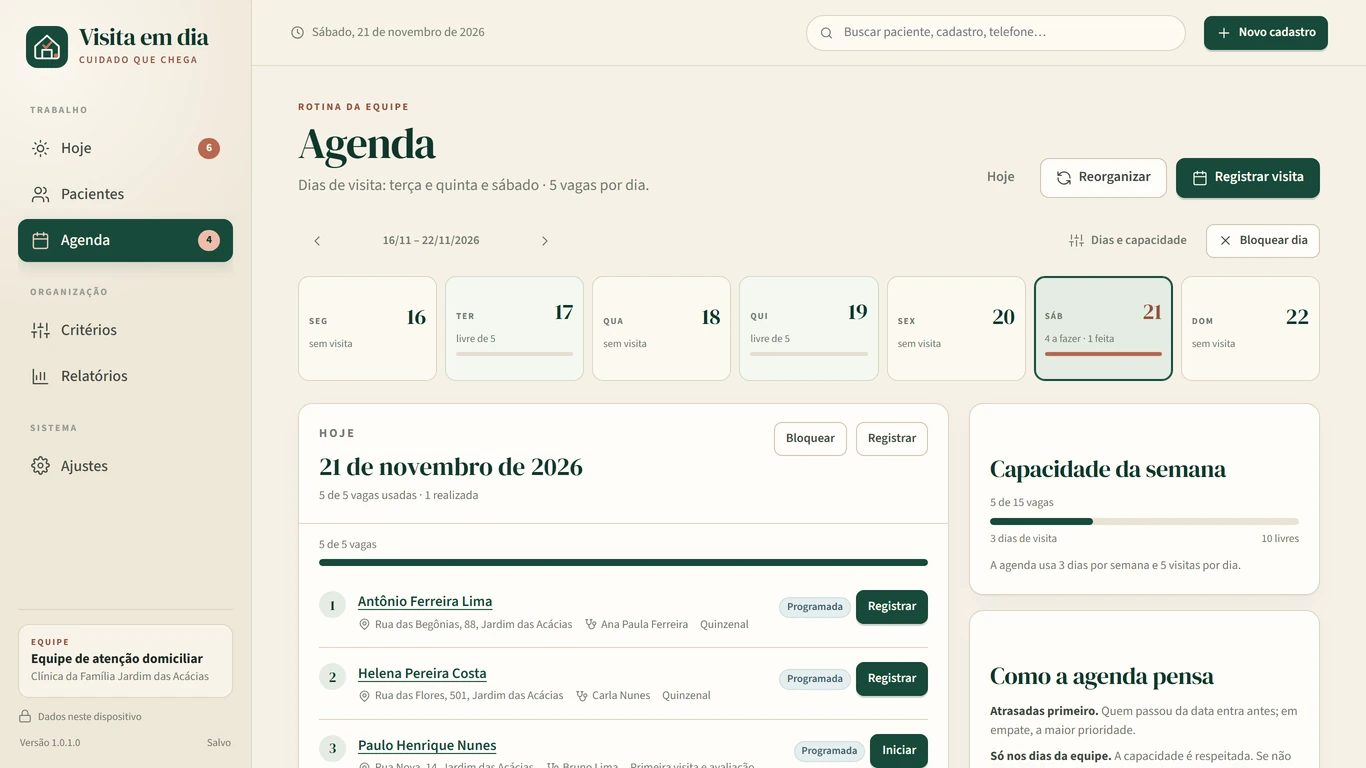 Visita em dia
CUIDADO QUE CHEGA
TRABALHO
Hoje 6
Pacientes
Agenda 4
ORGANIZAÇÃO
Critérios
Relatórios
SISTEMA
Ajustes
EQUIPE
Equipe de atenção domiciliar
Clínica da Família Jardim das Acácias
Dados neste dispositivo
Versão 1.0.1.0 Salvo
Sábado, 21 de novembro de 2026
Buscar paciente, cadastro, telefone…
Novo cadastro
ROTINA DA EQUIPE
Agenda
Dias de visita: terça e quinta e sábado · 5 vagas por dia.
Hoje
Reorganizar
Registrar visita
16/11 – 22/11/2026
Dias e capacidade
Bloquear dia
SEG 16
sem visita
TER 17
livre de 5
QUA 18
sem visita
QUI 19
livre de 5
SEX 20
sem visita
SÁB 21
4 a fazer · 1 feita
DOM 22
sem visita
HOJE
21 de novembro de 2026
5 de 5 vagas usadas · 1 realizada
Bloquear
Registrar
5 de 5 vagas
1 Antônio Ferreira Lima
Rua das Begônias, 88, Jardim das Acácias Ana Paula Ferreira Quinzenal
Programada
Registrar
2 Helena Pereira Costa
Rua das Flores, 501, Jardim das Acácias Carla Nunes Quinzenal
Programada
Registrar
3 Paulo Henrique Nunes
Rua Nova, 14, Jardim das Acácias Bruno Lima Primeira visita e avaliação
Programada
Iniciar
Capacidade da semana
5 de 15 vagas
3 dias de visita 10 livres
A agenda usa 3 dias por semana e 5 visitas por dia.
Como a agenda pensa
Atrasadas primeiro. Quem passou da data entra antes; em
empate, a maior prioridade.
Só nos dias da equipe. A capacidade é respeitada. Se não